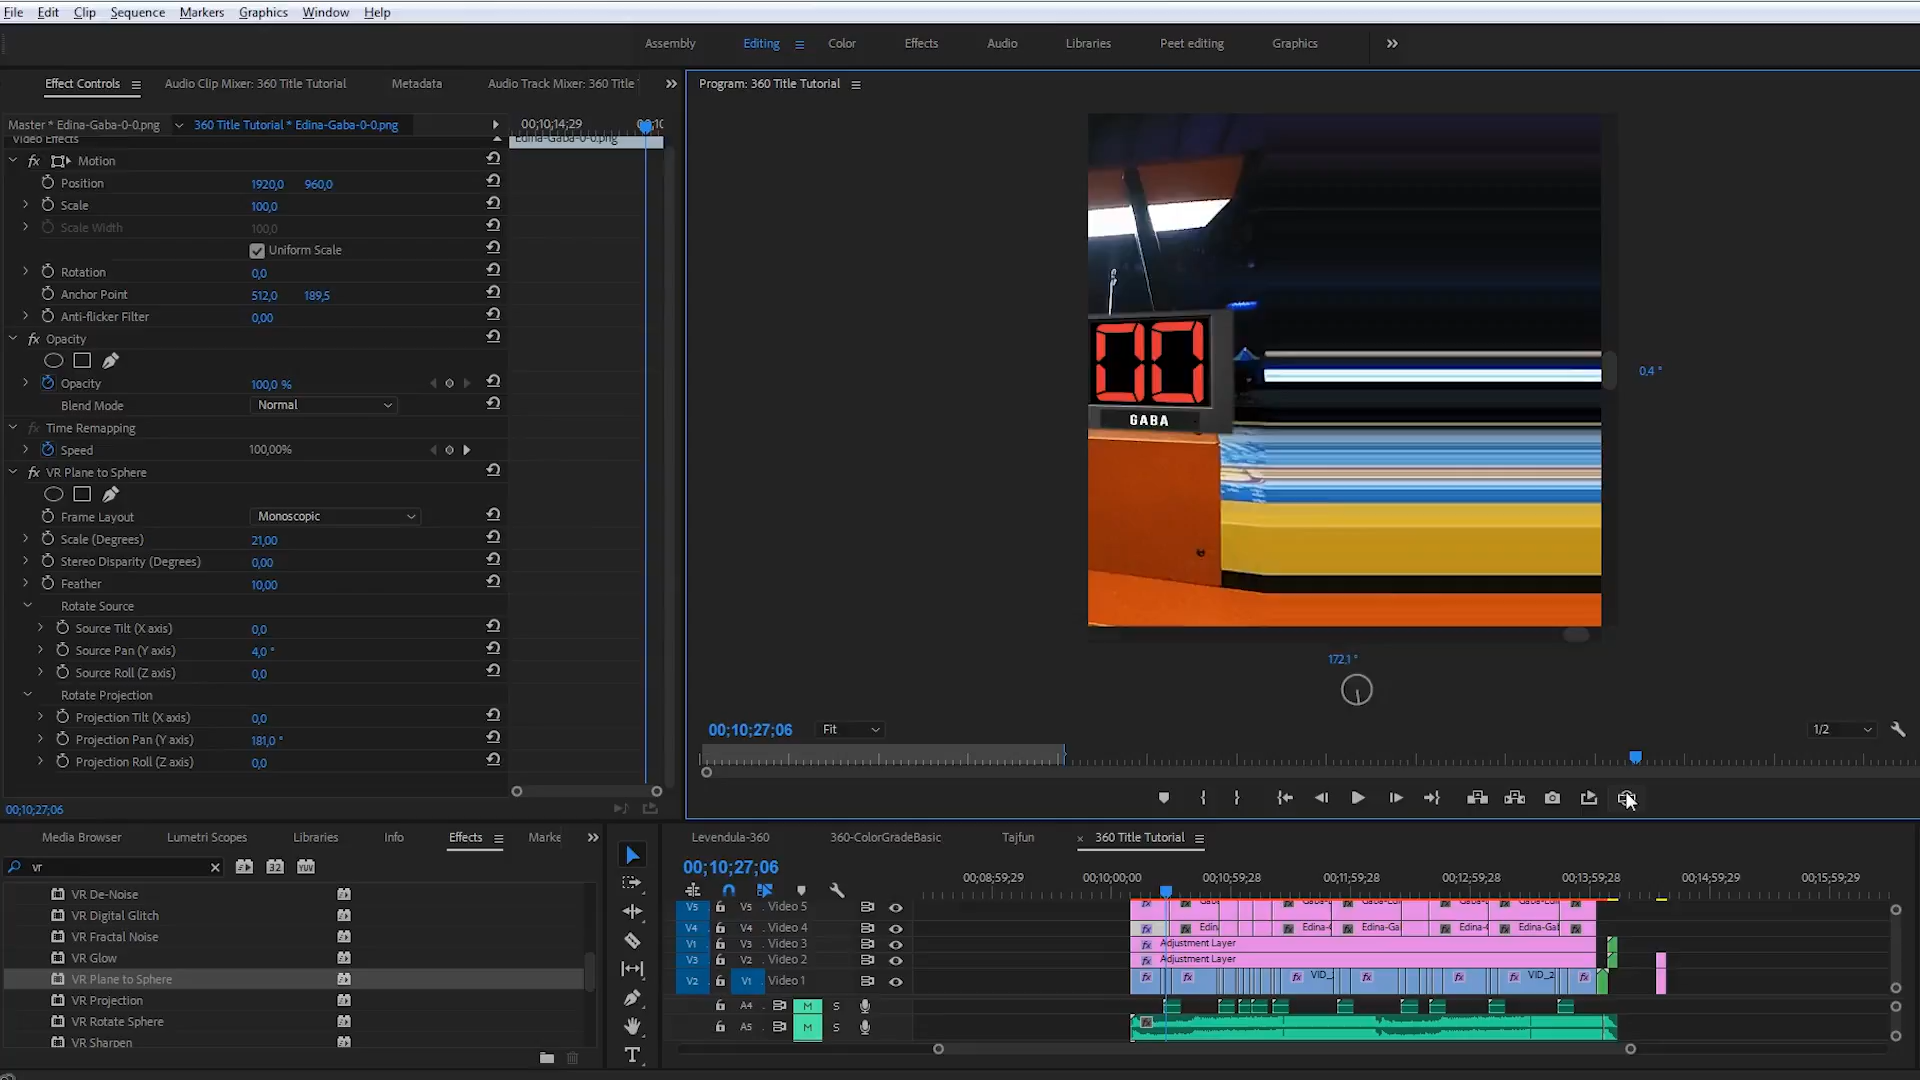 File Edit Clip Sequence Markers Graphics Window Help
Assembly Editing Color Effects Audio Libraries Peet editing Graphics
Effect Controls Audio Clip Mixer: 360 Title Tutorial Metadata Audio Track Mixer: 360 Title
Program: 360 Title Tutorial
Master * Edina-Gaba-0-0.png 360 Title Tutorial * Edina-Gaba-0-0.png 00;10;14;29
Video Effects Edina-Gaba-0-0.png
fx Motion
Position 1920,0 960,0
Scale 100,0
Scale Width 100,0
Uniform Scale
Rotation 0,0
Anchor Point 512,0 189,5
Anti-flicker Filter 0,00
fx Opacity
Opacity 100,0 %
Blend Mode Normal
fx Time Remapping
Speed 100,00%
fx VR Plane to Sphere
Frame Layout Monoscopic
Scale (Degrees) 21,00
Stereo Disparity (Degrees) 0,00
Feather 10,00
Rotate Source
Source Tilt (X axis) 0,0
Source Pan (Y axis) 4,0 °
Source Roll (Z axis) 0,0
Rotate Projection
Projection Tilt (X axis) 0,0
Projection Pan (Y axis) 181,0 °
Projection Roll (Z axis) 0,0
00;10;27;06
00
GABA
0,4 °
172,1 °
00;10;27;06 Fit 1/2
Media Browser Lumetri Scopes Libraries Info Effects Marke
vr 32 YUV
VR De-Noise
VR Digital Glitch
VR Fractal Noise
VR Glow
VR Plane to Sphere
VR Projection
VR Rotate Sphere
VR Sharpen
T
Levendula-360 360-ColorGradeBasic Tajfun × 360 Title Tutorial
00;10;27;06
00;08;59;29 00;10;00;00 00;10;59;28 00;11;59;28 00;12;59;28 00;13;59;28 00;14;59;29 00;15;59;29
V5 V5 Video 5
V4 V4 Video 4 Edin Edina-( Edina-Ga Edina-( Edina-Gal
V1 V3 Video 3 Adjustment Layer
V3 V2 Video 2 Adjustment Layer
V2 V1 Video 1 VID_ VID_2
A4 M S
A5 M S